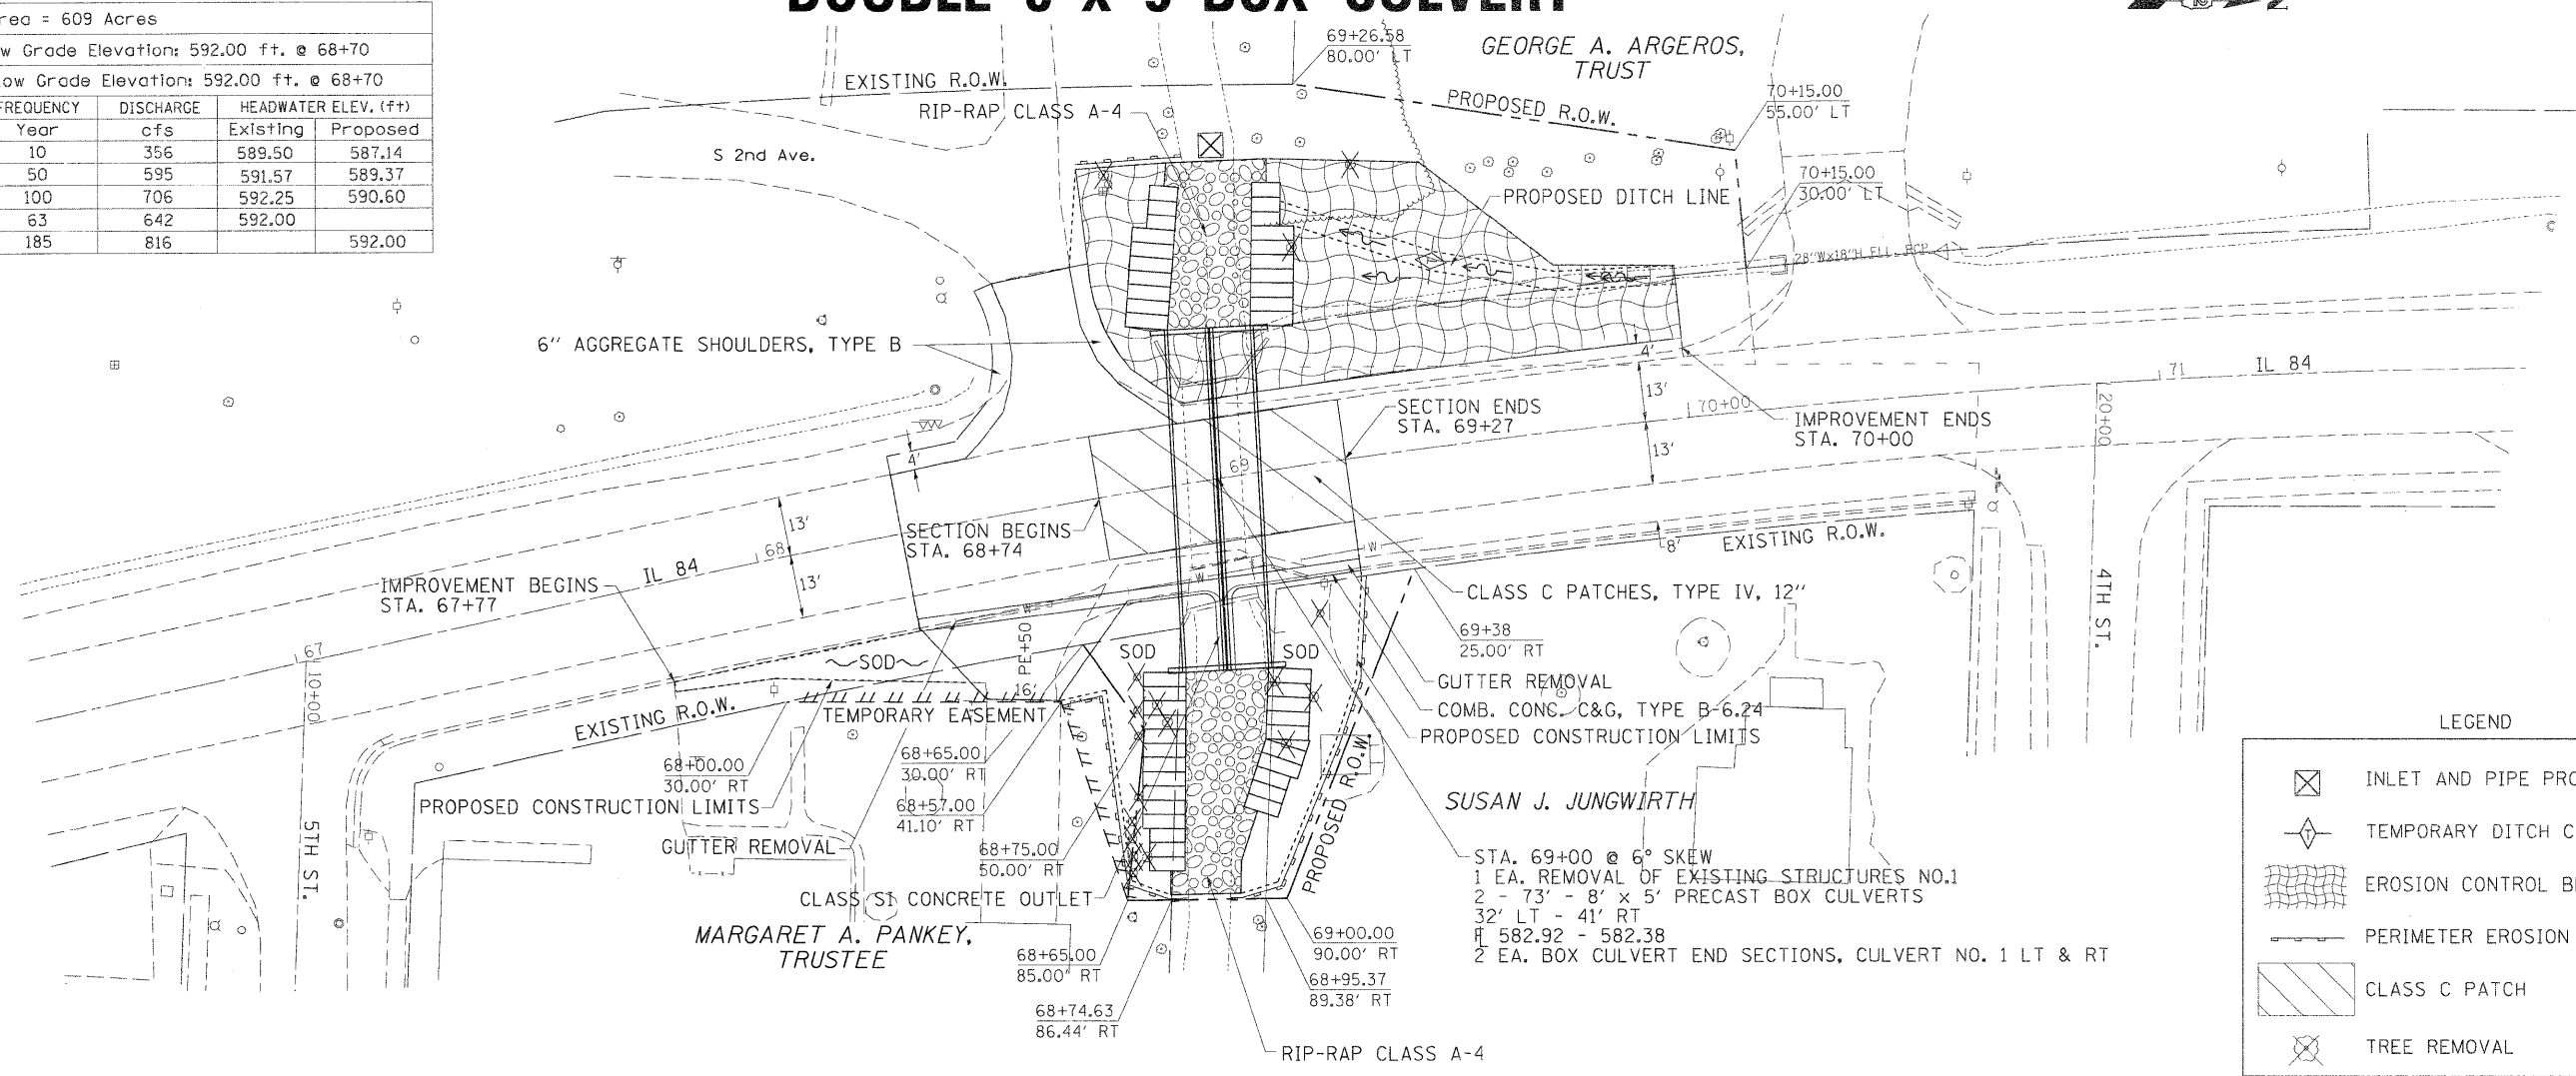 DOUBLE 8' X 5' BOX CULVERT
Area = 609 Acres
w Grade Elevation: 592.00 ft. @ 68+70
ow Grade Elevation: 592.00 ft. @ 68+70
FREQUENCY DISCHARGE HEADWATER ELEV. (ft)
Year cfs Existing Proposed
10 356 589.50 587.14
50 595 591.57 589.37
100 706 592.25 590.60
63 642 592.00
185 816 592.00
69+26.58
80.00' LT
GEORGE A. ARGEROS,
TRUST
EXISTING R.O.W.
PROPOSED R.O.W.
70+15.00
55.00' LT
RIP-RAP CLASS A-4
S 2nd Ave.
70+15.00
30.00' LT
PROPOSED DITCH LINE
28"Wx18"H ELL. RCP
6" AGGREGATE SHOULDERS, TYPE B
4'
13'
13'
70+00
71
IL 84
20+00
SECTION ENDS
STA. 69+27
IMPROVEMENT ENDS
STA. 70+00
4'
69
SECTION BEGINS
STA. 68+74
13'
13'
68
IL 84
8'
EXISTING R.O.W.
W
W
W
IMPROVEMENT BEGINS
STA. 67+77
CLASS C PATCHES, TYPE IV, 12"
4TH ST.
67
10+00
PE+50
16'
69+38
25.00' RT
SOD
SOD
SOD
GUTTER REMOVAL
COMB. CONC. C&G, TYPE B-6.24
PROPOSED CONSTRUCTION LIMITS
EXISTING R.O.W.
TEMPORARY EASEMENT
68+00.00
30.00' RT
68+65.00
30.00' RT
PROPOSED CONSTRUCTION LIMITS
68+57.00
41.10' RT
5TH ST.
GUTTER REMOVAL
68+75.00
50.00' RT
PROPOSED R.O.W.
SUSAN J. JUNGWIRTH
STA. 69+00 @ 6° SKEW
1 EA. REMOVAL OF EXISTING STRUCTURES NO.1
2 - 73' - 8' x 5' PRECAST BOX CULVERTS
32' LT - 41' RT
FL 582.92 - 582.38
2 EA. BOX CULVERT END SECTIONS, CULVERT NO. 1 LT & RT
CLASS SI CONCRETE OUTLET
MARGARET A. PANKEY,
TRUSTEE
68+65.00
85.00' RT
69+00.00
90.00' RT
68+95.37
89.38' RT
68+74.63
86.44' RT
RIP-RAP CLASS A-4
LEGEND
INLET AND PIPE PRO
TEMPORARY DITCH C
T
EROSION CONTROL B
PERIMETER EROSION
CLASS C PATCH
TREE REMOVAL